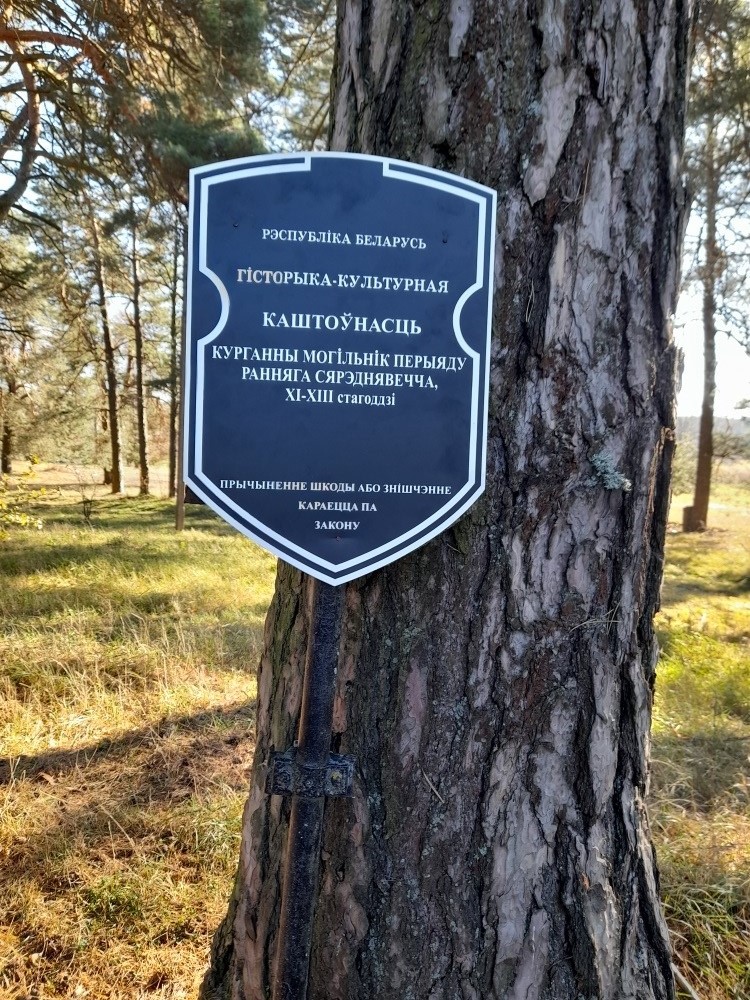 РЭСПУБЛІКА БЕЛАРУСЬ
ГІСТОРЫКА-КУЛЬТУРНАЯ
КАШТОЎНАСЦЬ
КУРГАННЫ МОГІЛЬНІК ПЕРЫЯДУ
РАННЯГА СЯРЭДНЯВЕЧЧА,
XI-XIII стагоддзі
ПРЫЧЫНЕННЕ ШКОДЫ АБО ЗНІШЧЭННЕ
КАРАЕЦЦА ПА
ЗАКОНУ